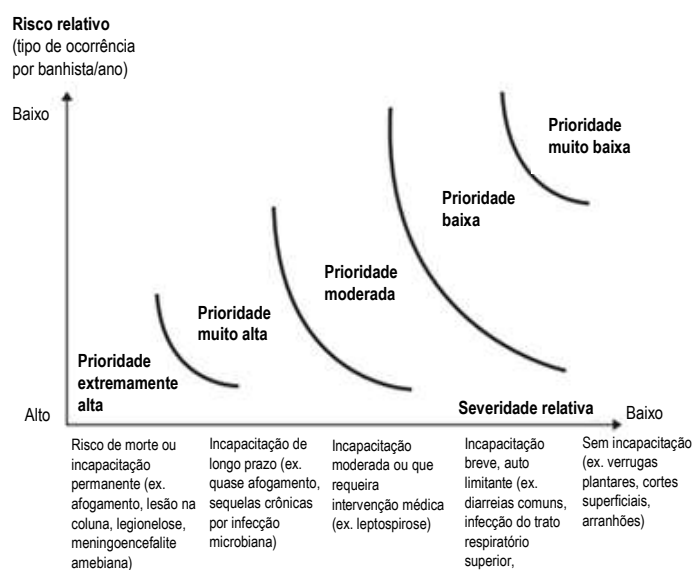 Risco relativo
(tipo de ocorrência
por banhista/ano)
Baixo
Prioridade
muito baixa
Prioridade
baixa
Prioridade
moderada
Prioridade
muito alta
Prioridade
extremamente
alta
Alto
Severidade relativa
Baixo
Risco de morte ou
incapacitação
permanente (ex.
afogamento, lesão na
coluna, legionelose,
meningoencefalite
amebiana)
Incapacitação de
longo prazo (ex.
quase afogamento,
sequelas crônicas
por infecção
microbiana)
Incapacitação
moderada ou que
requeira
intervenção médica
(ex. leptospirose)
Incapacitação
breve, auto
limitante (ex.
diarreias comuns,
infecção do trato
respiratório
superior,
Sem incapacitação
(ex. verrugas
plantares, cortes
superficiais,
arranhões)